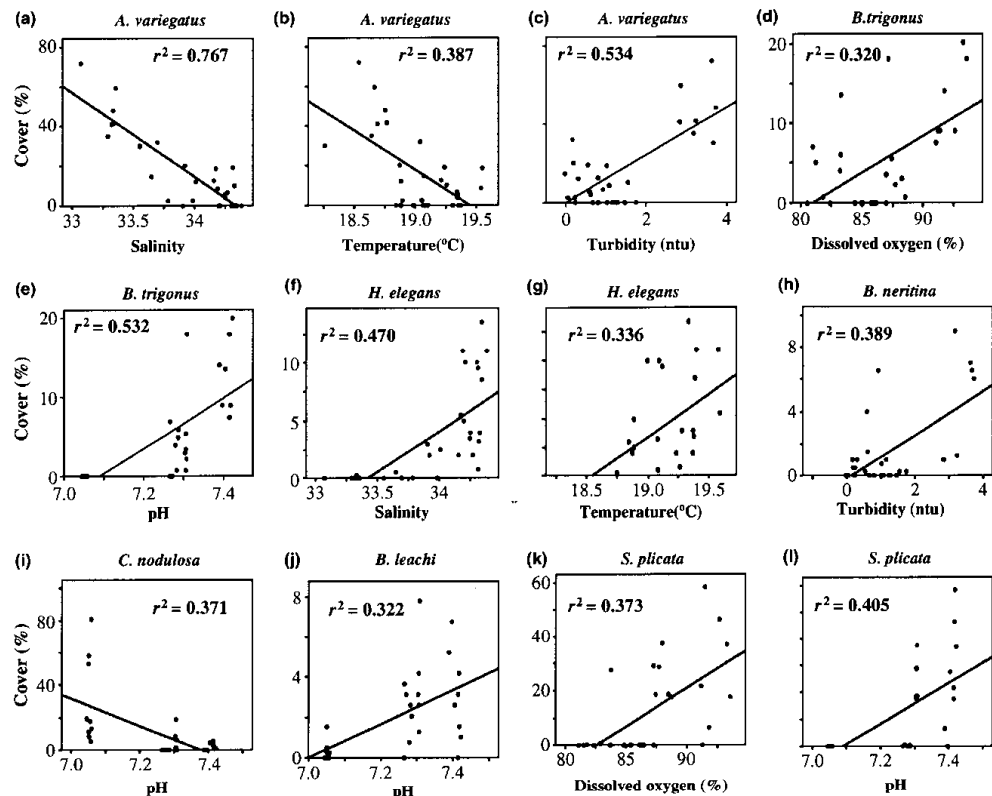 (a) A. variegatus
(b) A. variegatus
(c) A. variegatus
(d) B.trigonus
r² = 0.767
r² = 0.387
r² = 0.534
r² = 0.320
Cover (%)
80
40
0
80
60
40
20
0
20
10
0
33 33.5 34
18.5 19.0 19.5
0 2 4
80 85 90
Salinity
Temperature(°C)
Turbidity (ntu)
Dissolved oxygen (%)
(e) B. trigonus
(f) H. elegans
(g) H. elegans
(h) B. neritina
r² = 0.532
r² = 0.470
r² = 0.336
r² = 0.389
Cover (%)
20
10
0
10
5
0
8
4
0
7.0 7.2 7.4
33 33.5 34
18.5 19.0 19.5
0 2 4
pH
Salinity
Temperature(°C)
Turbidity (ntu)
(i) C. nodulosa
(j) B. leachi
(k) S. plicata
(l) S. plicata
r² = 0.371
r² = 0.322
r² = 0.373
r² = 0.405
Cover (%)
80
40
0
8
4
0
60
40
20
0
7.0 7.2 7.4
7.0 7.2 7.4
80 85 90
7.0 7.2 7.4
pH
pH
Dissolved oxygen (%)
pH